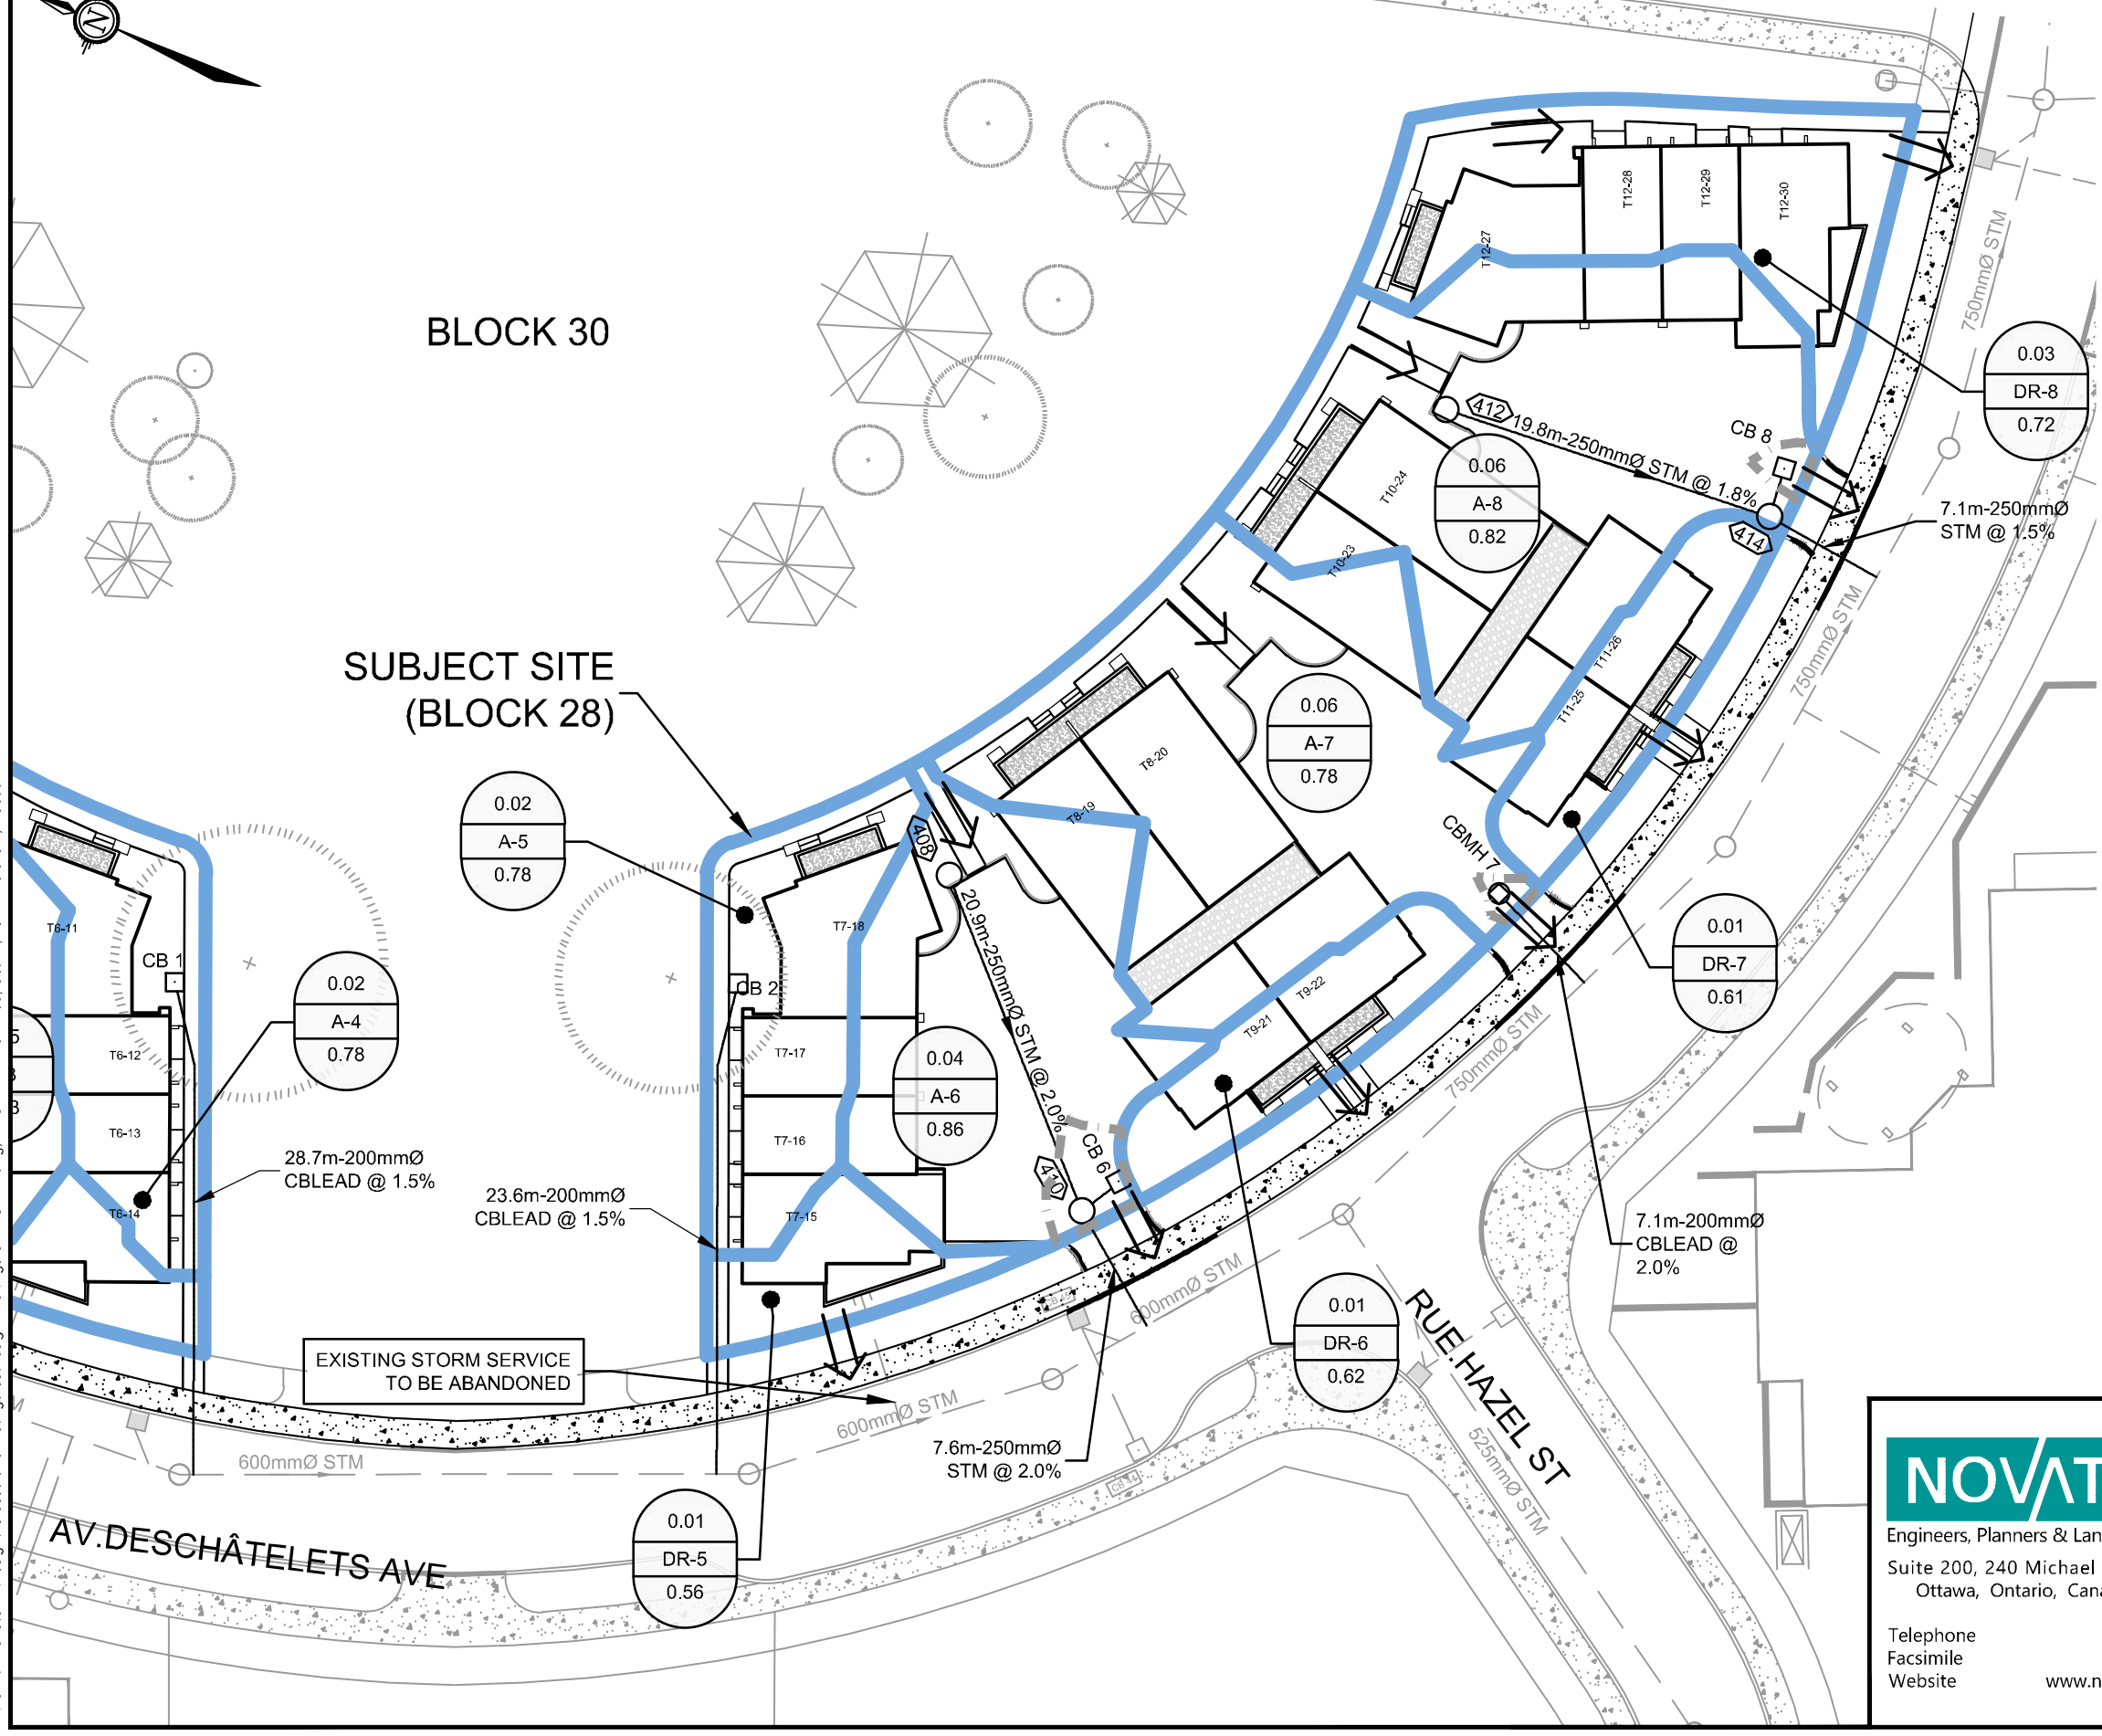 N
BLOCK 30
SUBJECT SITE
(BLOCK 28)
T12-27
T12-28
T12-29
T12-30
750mmØ STM
0.03
DR-8
0.72
412
19.8m-250mmØ STM @ 1.8%
CB 8
414
7.1m-250mmØ
STM @ 1.5%
T10-24
T10-23
0.06
A-8
0.82
T11-26
T11-25
750mmØ STM
0.06
A-7
0.78
T8-20
T8-19
CBMH 7
0.02
A-5
0.78
408
20.9m-250mmØ STM @ 2.0%
T7-18
T6-11
CB 1
CB 2
T9-22
T9-21
0.01
DR-7
0.61
0.02
A-4
0.78
T6-12
T6-13
T6-14
T7-17
T7-16
T7-15
0.04
A-6
0.86
750mmØ STM
CB 6
410
28.7m-200mmØ
CBLEAD @ 1.5%
23.6m-200mmØ
CBLEAD @ 1.5%
7.1m-200mmØ
CBLEAD @
2.0%
600mmØ STM
0.01
DR-6
0.62
RUE.HAZEL ST
525mmØ STM
EXISTING STORM SERVICE
TO BE ABANDONED
600mmØ STM
600mmØ STM
7.6m-250mmØ
STM @ 2.0%
CB 44
AV.DESCHÂTELETS AVE
0.01
DR-5
0.56
NOVAT
Engineers, Planners & Lan
Suite 200, 240 Michael
Ottawa, Ontario, Cana
Telephone
Facsimile
Website
www.n